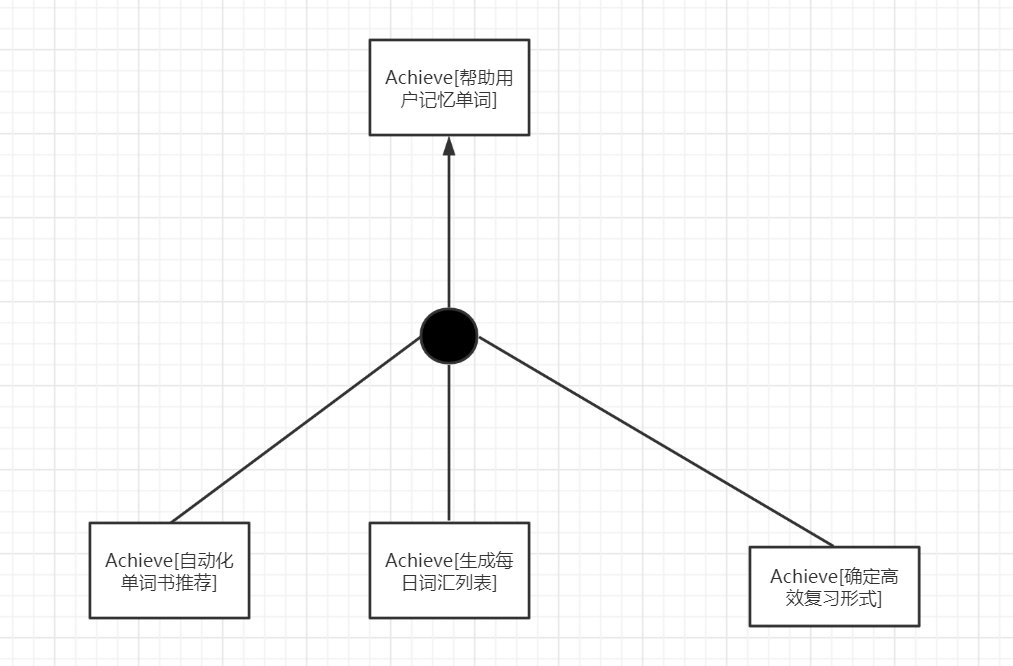 Achieve[帮助用
户记忆单词]
Achieve[自动化
单词书推荐]
Achieve[生成每
日词汇列表]
Achieve[确定高
效复习形式]